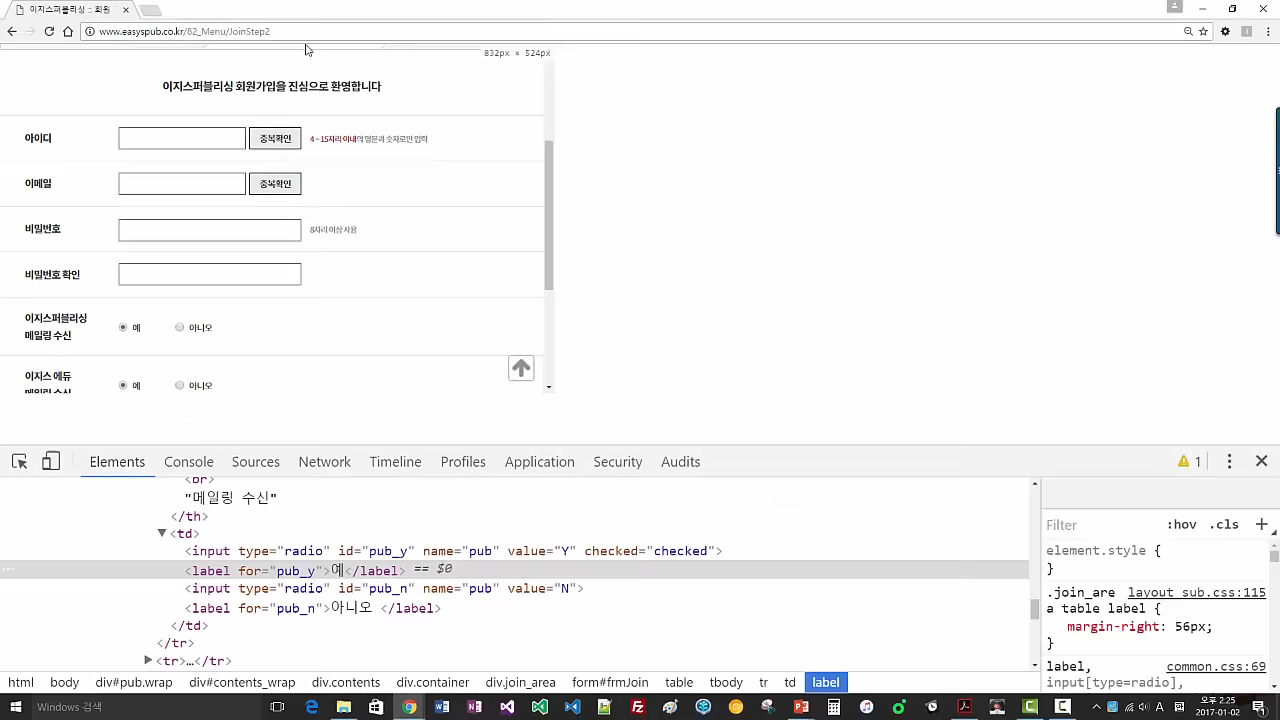 이지스퍼블리싱 :: 회원
www.easyspub.co.kr/82_Menu/JoinStep2
832px × 524px
이지스퍼블리싱 회원가입을 진심으로 환영합니다
아이디 중복확인 4 ~ 15자리 이내의 영문과 숫자로만 입력
이메일 중복확인
비밀번호 8자리 이상 사용
비밀번호 확인
이지스퍼블리싱
메일링 수신 예 아니오
이지스 에듀
메일링 수신 예 아니오
Elements Console Sources Network Timeline Profiles Application Security Audits 1
<br>
"메일링 수신"
</th>
<td>
<input type="radio" id="pub_y" name="pub" value="Y" checked="checked">
<label for="pub_y">예</label> == $0
<input type="radio" id="pub_n" name="pub" value="N">
<label for="pub_n">아니오 </label>
</td>
</tr>
<tr>…</tr>
Filter :hov .cls
element.style {
}
.join_are layout_sub.css:115
a table label {
margin-right: 56px;
}
label, common.css:69
input[type=radio],
html body div#pub.wrap div#contents_wrap div.contents div.container div.join_area form#frmJoin table tbody tr td label
Windows 검색
A
오후 2:25
2017-01-02